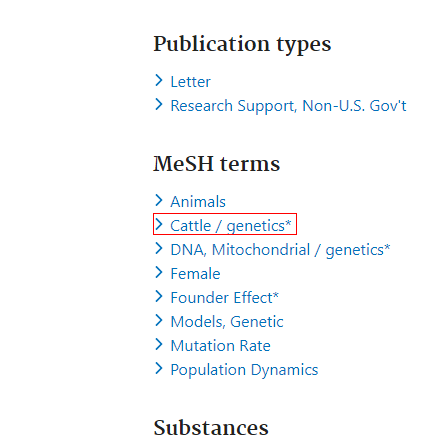 Publication types
Letter
Research Support, Non-U.S. Gov't
MeSH terms
Animals
Cattle / genetics*
DNA, Mitochondrial / genetics*
Female
Founder Effect*
Models, Genetic
Mutation Rate
Population Dynamics
Substances